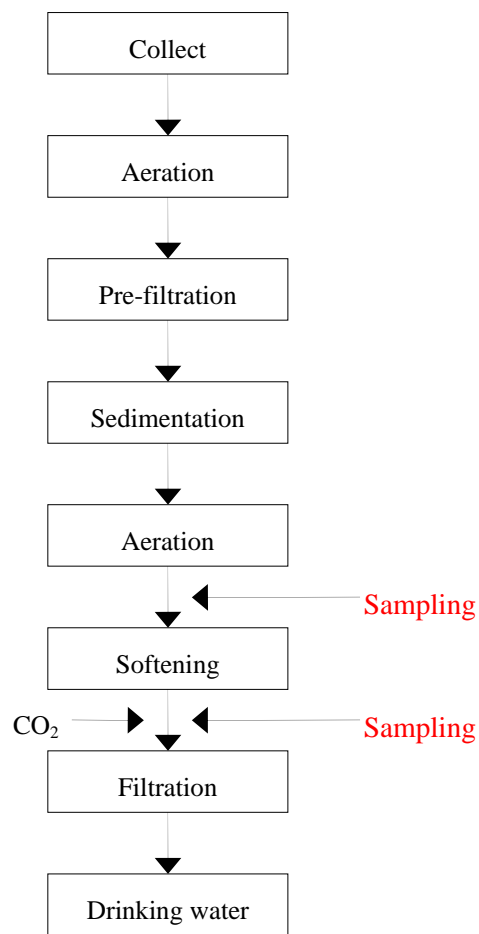 Collect
Aeration
Pre-filtration
Sedimentation
Aeration
Sampling
Softening
CO₂
Sampling
Filtration
Drinking water